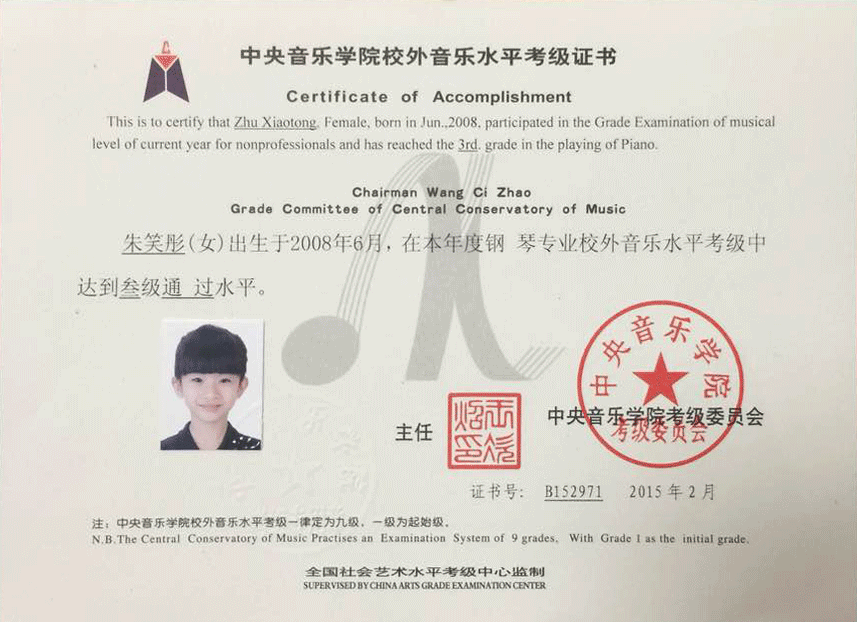 中央音乐学院校外音乐水平考级证书
Certificate of Accomplishment
This is to certify that Zhu Xiaotong. Female, born in Jun.,2008, participated in the Grade Examination of musical
level of current year for nonprofessionals and has reached the 3rd. grade in the playing of Piano.
Chairman Wang Ci Zhao
Grade Committee of Central Conservatory of Music
朱笑彤(女)出生于2008年6月，在本年度钢 琴专业校外音乐水平考级中
达到叁级通 过水平。
中央音乐学院
主任
中央音乐学院考级委员会
考级委员会
证书号: B152971 2015年2月
注：中央音乐学院校外音乐水平考级一律定为九级，一级为起始级。
N.B.The Central Conservatory of Music Practises an Examination System of 9 grades, With Grade 1 as the initial grade.
全国社会艺术水平考级中心监制
SUPERVISED BY CHINA ARTS GRADE EXAMINATION CENTER